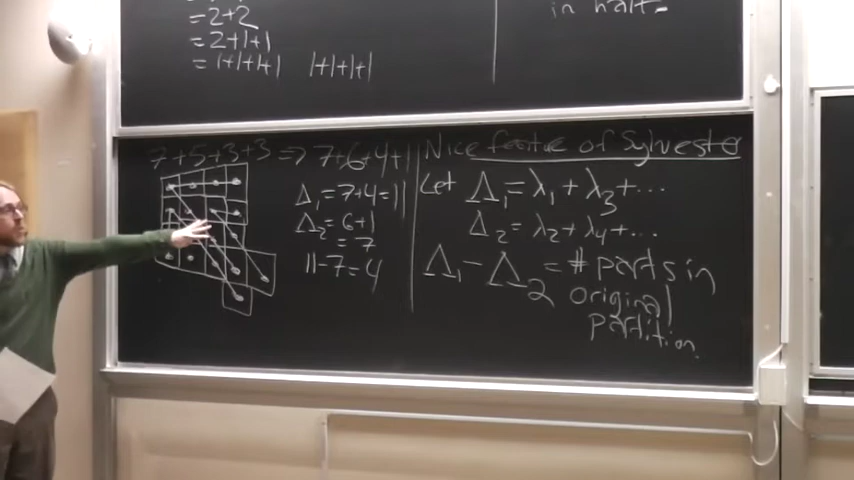 =2+2
=2+1+1
=1+1+1+1
1+1+1+1
in half.
7+5+3+3 ⇒ 7+6+4+1
Δ₁=7+4=11
Δ₂=6+1
=7
11-7=4
Nice feature of Sylvester
Let Δ₁=λ₁+λ₃+...
Δ₂=λ₂+λ₄+...
Δ₁-Δ₂=# parts in
original
partition.